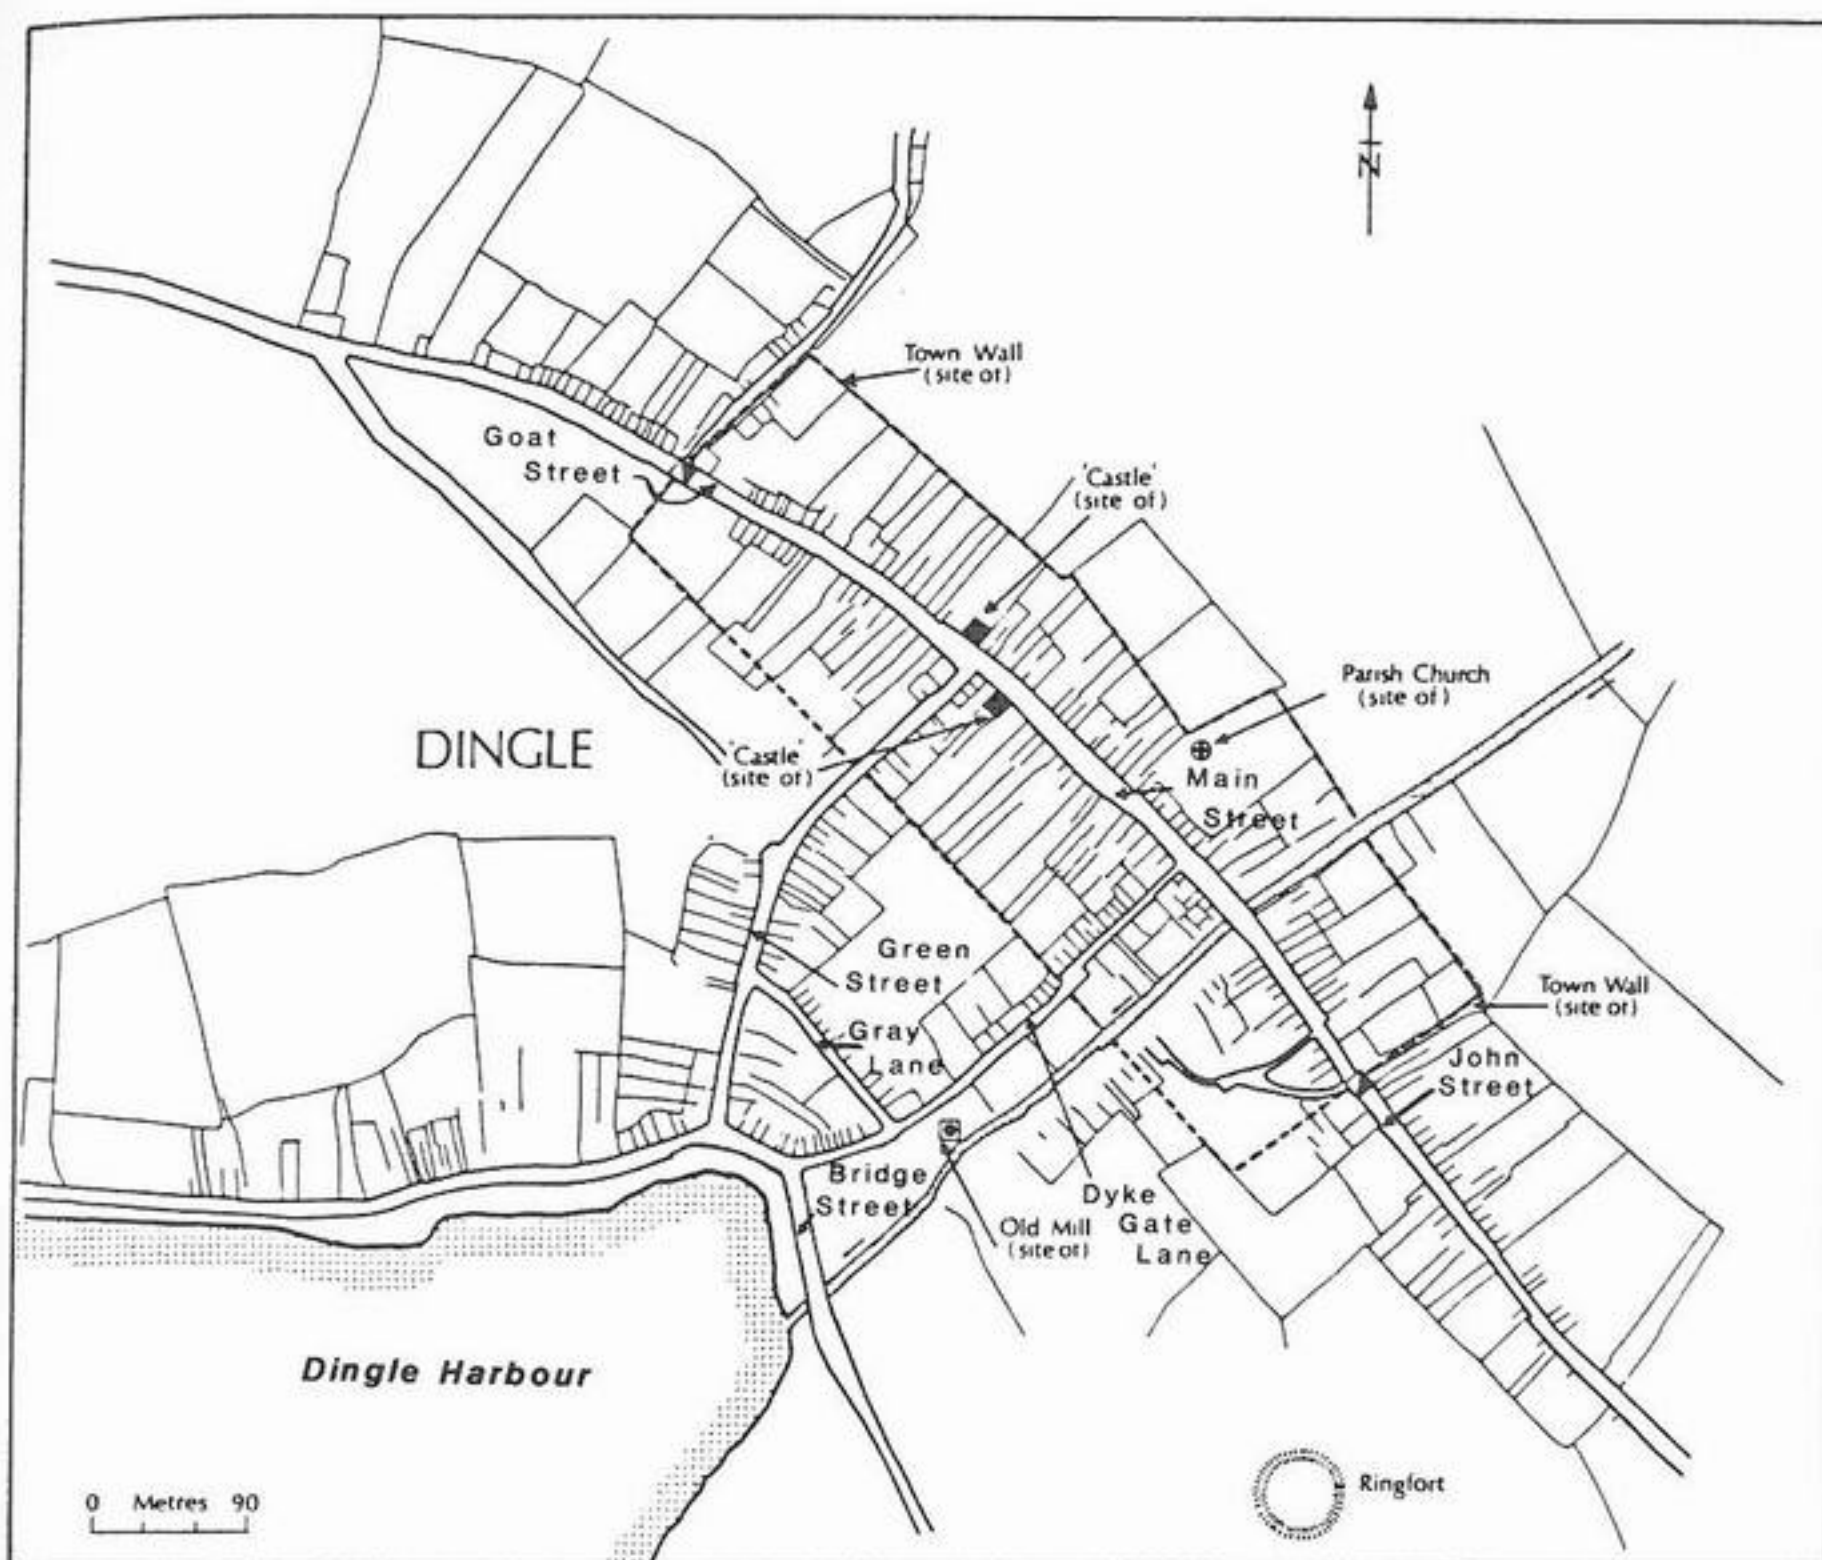 N
Town Wall
(site of)
Goat
Street
'Castle'
(site of)
Parish Church
(site of)
DINGLE
'Castle'
(site of)
Main
Street
Green
Street
Town Wall
(site of)
Gray
Lane
John
Street
Bridge
Street
Dyke
Gate
Lane
Old Mill
(site of)
Dingle Harbour
Ringfort
0 Metres 90